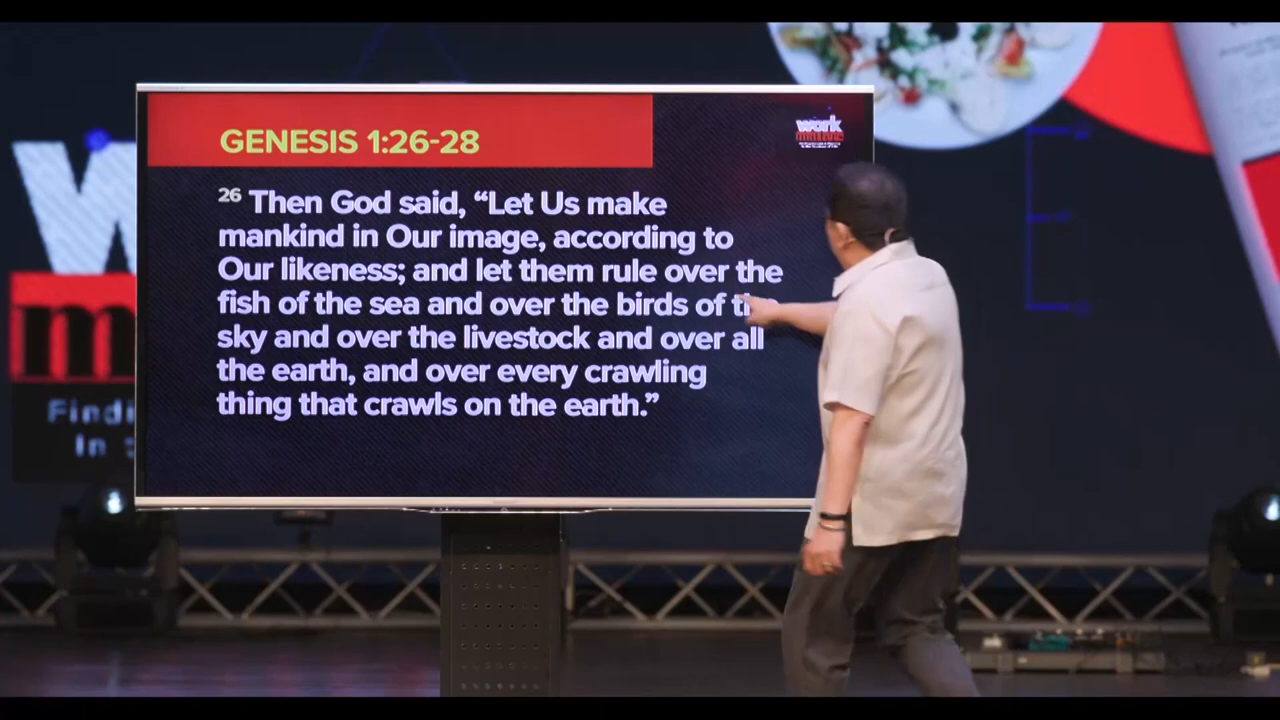 GENESIS 1:26-28
work
26 Then God said, “Let Us make
mankind in Our image, according to
Our likeness; and let them rule over the
fish of the sea and over the birds of
sky and over the livestock and over all
the earth, and over every crawling
thing that crawls on the earth.”